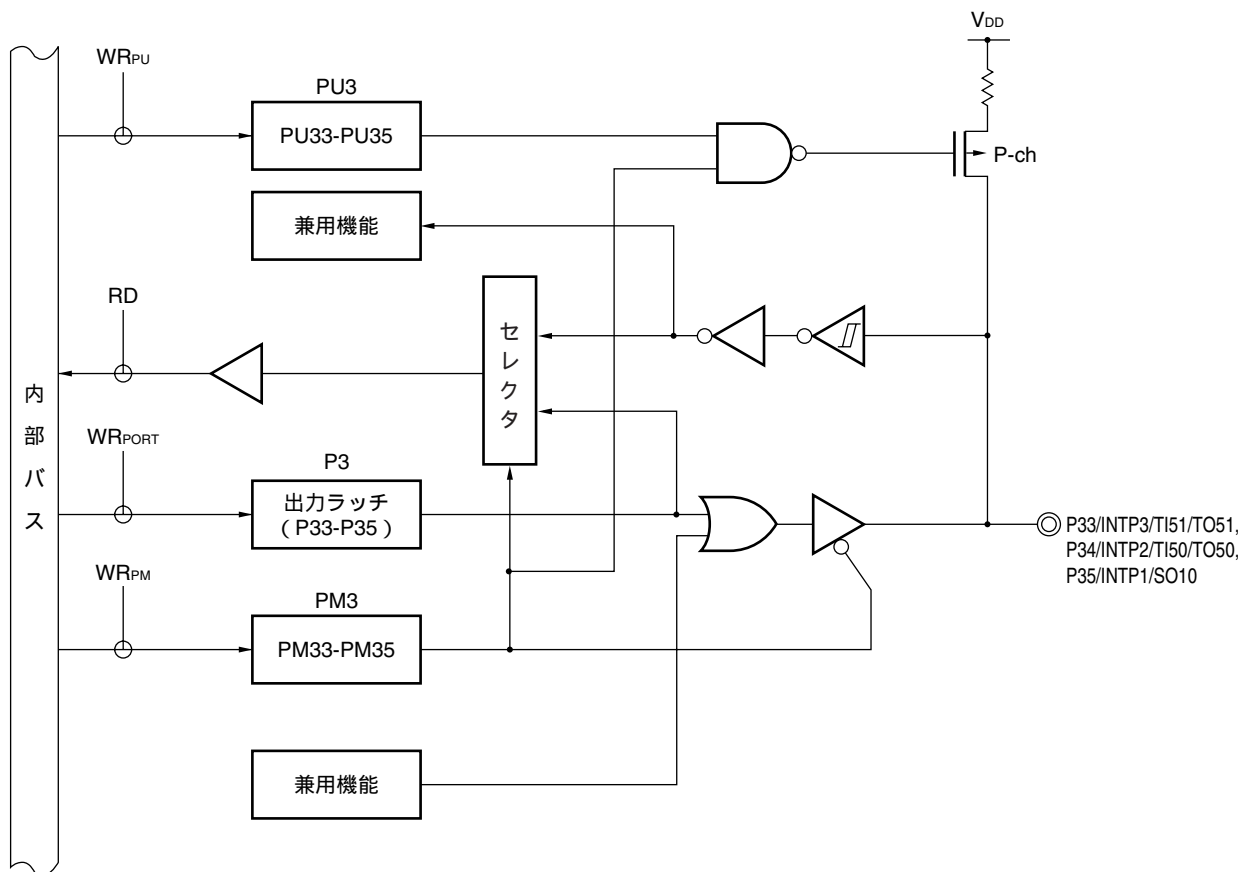 VDD
WRPU
PU3
PU33-PU35
P-ch
兼用機能
RD
セレクタ
内部バス
WRPORT
P3
出力ラッチ
（P33-P35）
P33/INTP3/TI51/TO51,
P34/INTP2/TI50/TO50,
P35/INTP1/SO10
WRPM
PM3
PM33-PM35
兼用機能